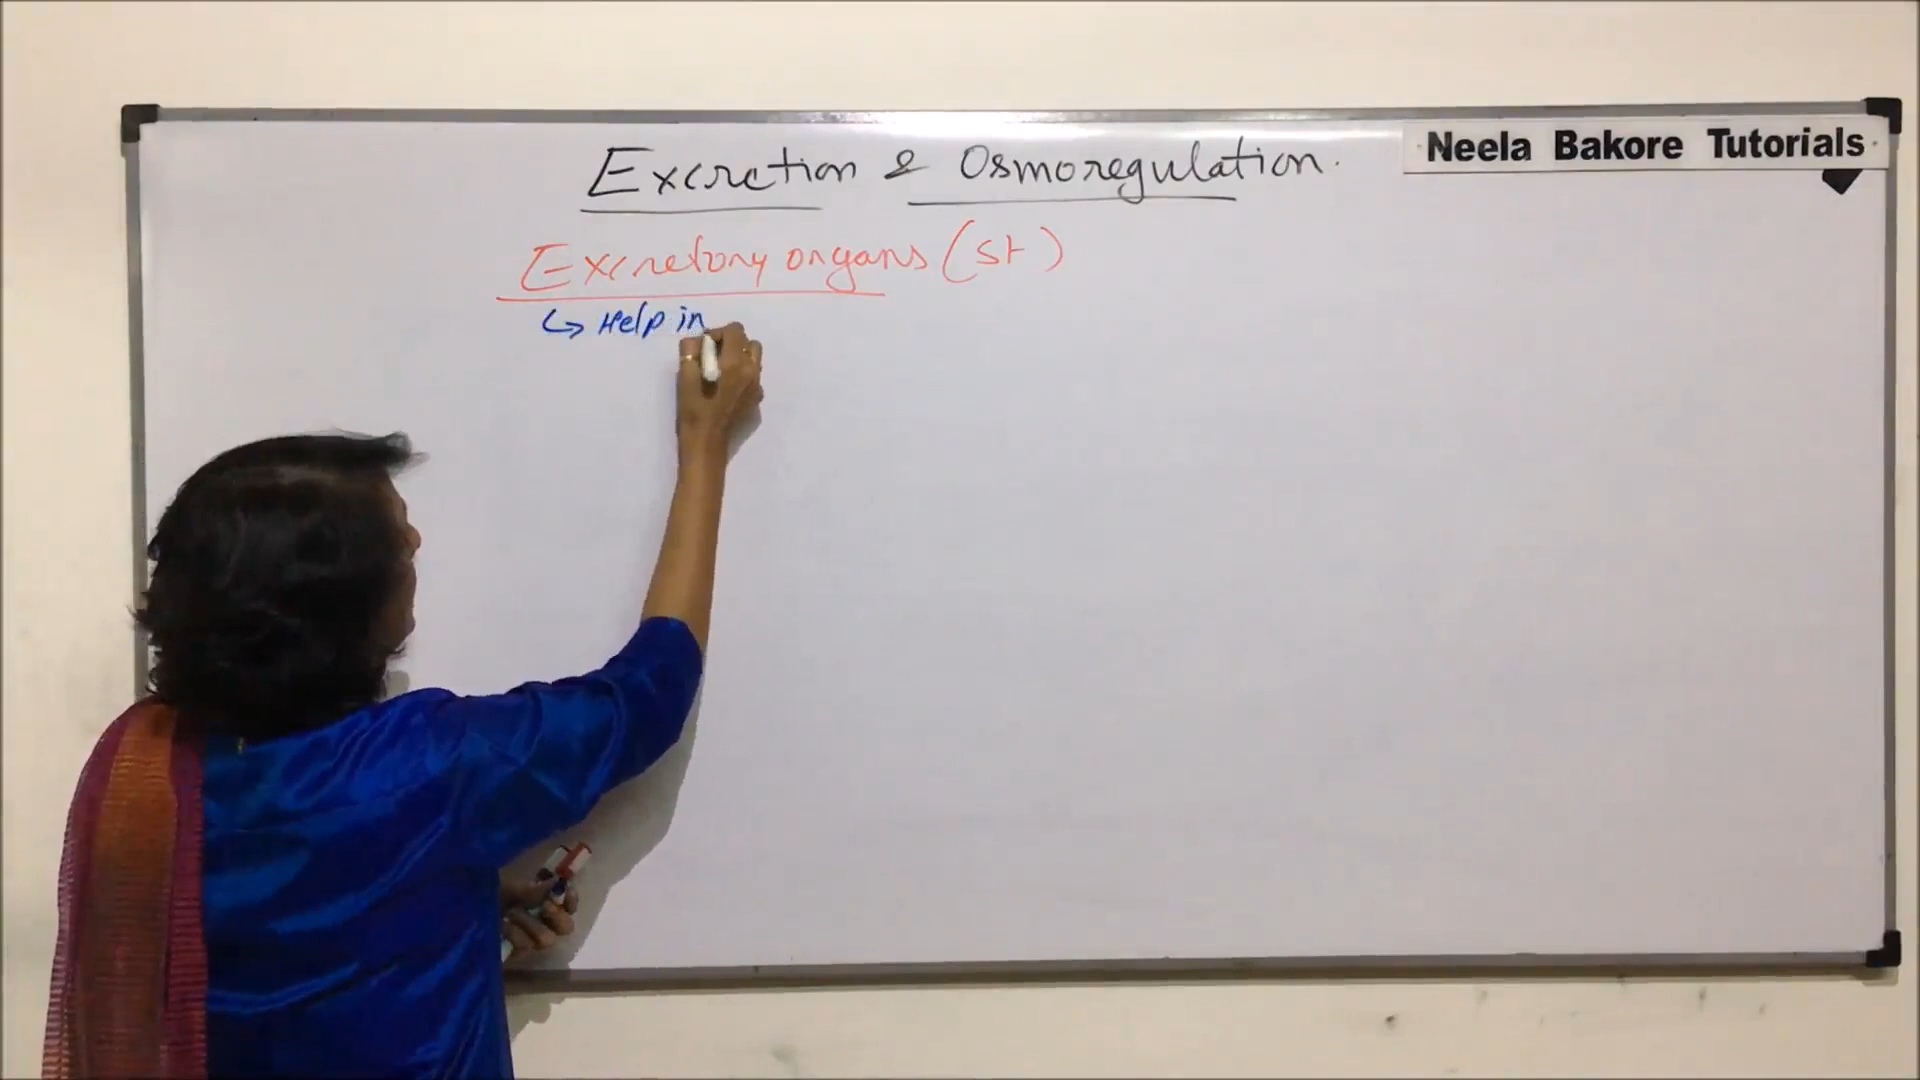 Excretion & Osmoregulation.
Neela Bakore Tutorials
Excretory organs (St)
↳ Help in